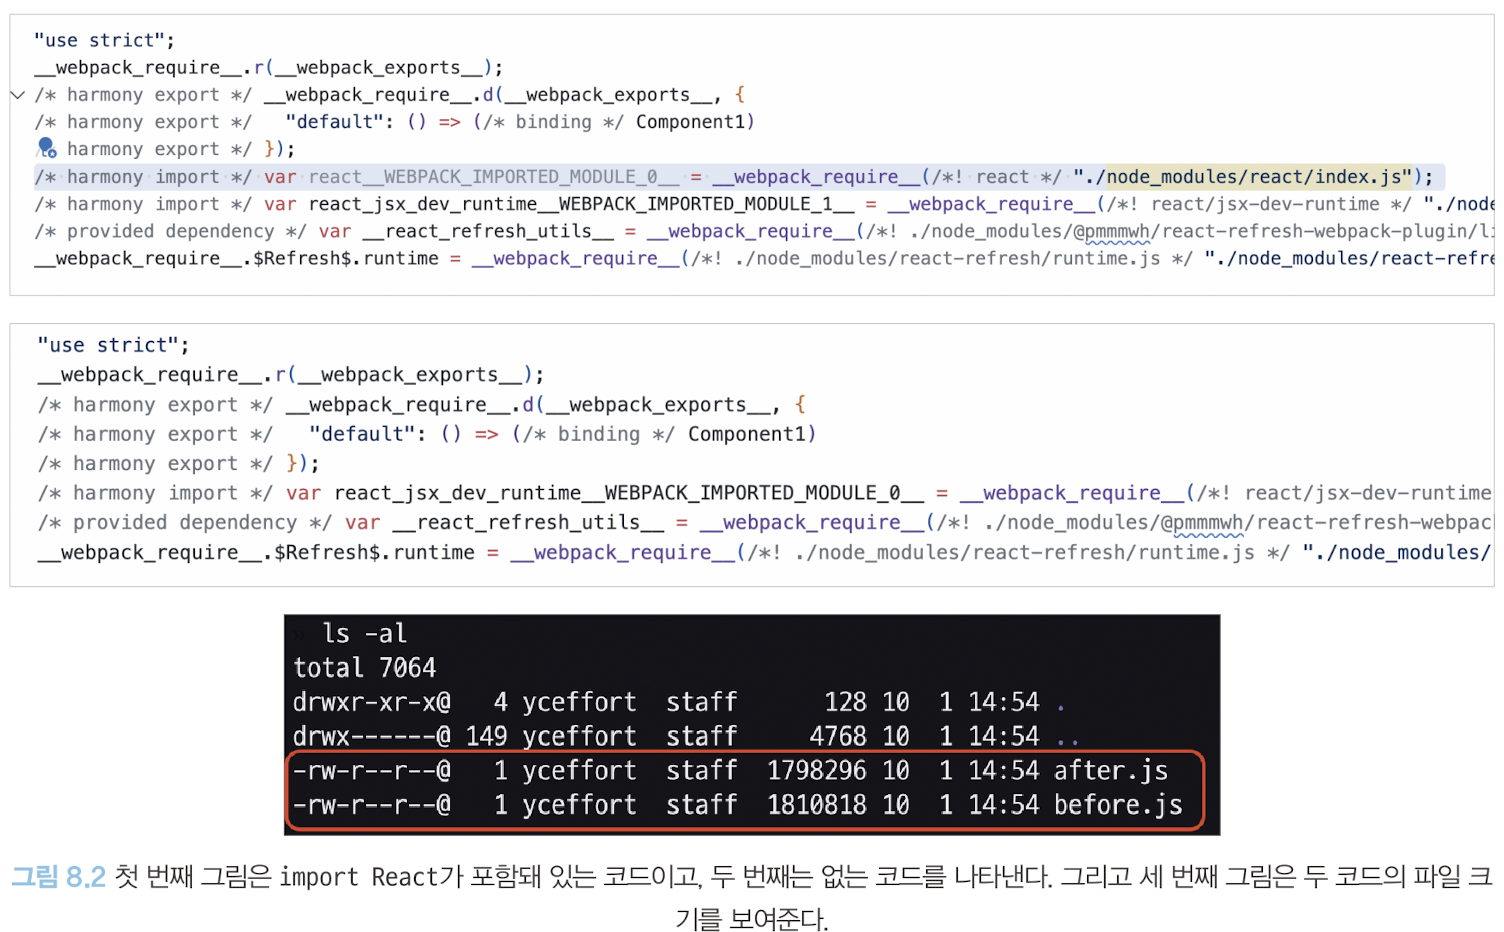 "use strict";
__webpack_require__.r(__webpack_exports__);
/* harmony export */ __webpack_require__.d(__webpack_exports__, {
/* harmony export */   "default": () => (/* binding */ Component1)
/* harmony export */ });
/* harmony import */ var react__WEBPACK_IMPORTED_MODULE_0__ = __webpack_require__(/*! react */ "./node_modules/react/index.js");
/* harmony import */ var react_jsx_dev_runtime__WEBPACK_IMPORTED_MODULE_1__ = __webpack_require__(/*! react/jsx-dev-runtime */ "./node
/* provided dependency */ var __react_refresh_utils__ = __webpack_require__(/*! ./node_modules/@pmmmwh/react-refresh-webpack-plugin/li
__webpack_require__.$Refresh$.runtime = __webpack_require__(/*! ./node_modules/react-refresh/runtime.js */ "./node_modules/react-refre
"use strict";
__webpack_require__.r(__webpack_exports__);
/* harmony export */ __webpack_require__.d(__webpack_exports__, {
/* harmony export */   "default": () => (/* binding */ Component1)
/* harmony export */ });
/* harmony import */ var react_jsx_dev_runtime__WEBPACK_IMPORTED_MODULE_0__ = __webpack_require__(/*! react/jsx-dev-runtime
/* provided dependency */ var __react_refresh_utils__ = __webpack_require__(/*! ./node_modules/@pmmmwh/react-refresh-webpac
__webpack_require__.$Refresh$.runtime = __webpack_require__(/*! ./node_modules/react-refresh/runtime.js */ "./node_modules/
ls -al
total 7064
drwxr-xr-x@   4 yceffort  staff      128 10  1 14:54 .
drwx------@ 149 yceffort  staff     4768 10  1 14:54 ..
-rw-r--r--@   1 yceffort  staff  1798296 10  1 14:54 after.js
-rw-r--r--@   1 yceffort  staff  1810818 10  1 14:54 before.js
그림 8.2 첫 번째 그림은 import React가 포함돼 있는 코드이고, 두 번째는 없는 코드를 나타낸다. 그리고 세 번째 그림은 두 코드의 파일 크
기를 보여준다.